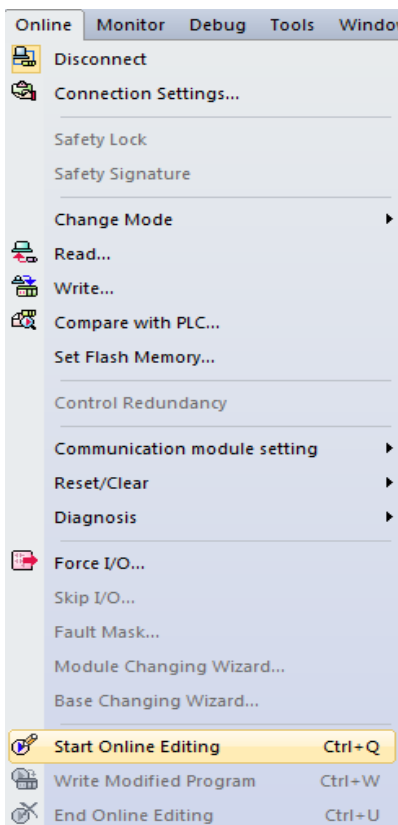 Online Monitor Debug Tools Windo
Disconnect
Connection Settings...
Safety Lock
Safety Signature
Change Mode
Read...
Write...
Compare with PLC...
Set Flash Memory...
Control Redundancy
Communication module setting
Reset/Clear
Diagnosis
Force I/O...
Skip I/O...
Fault Mask...
Module Changing Wizard...
Base Changing Wizard...
Start Online Editing Ctrl+Q
Write Modified Program Ctrl+W
End Online Editing Ctrl+U